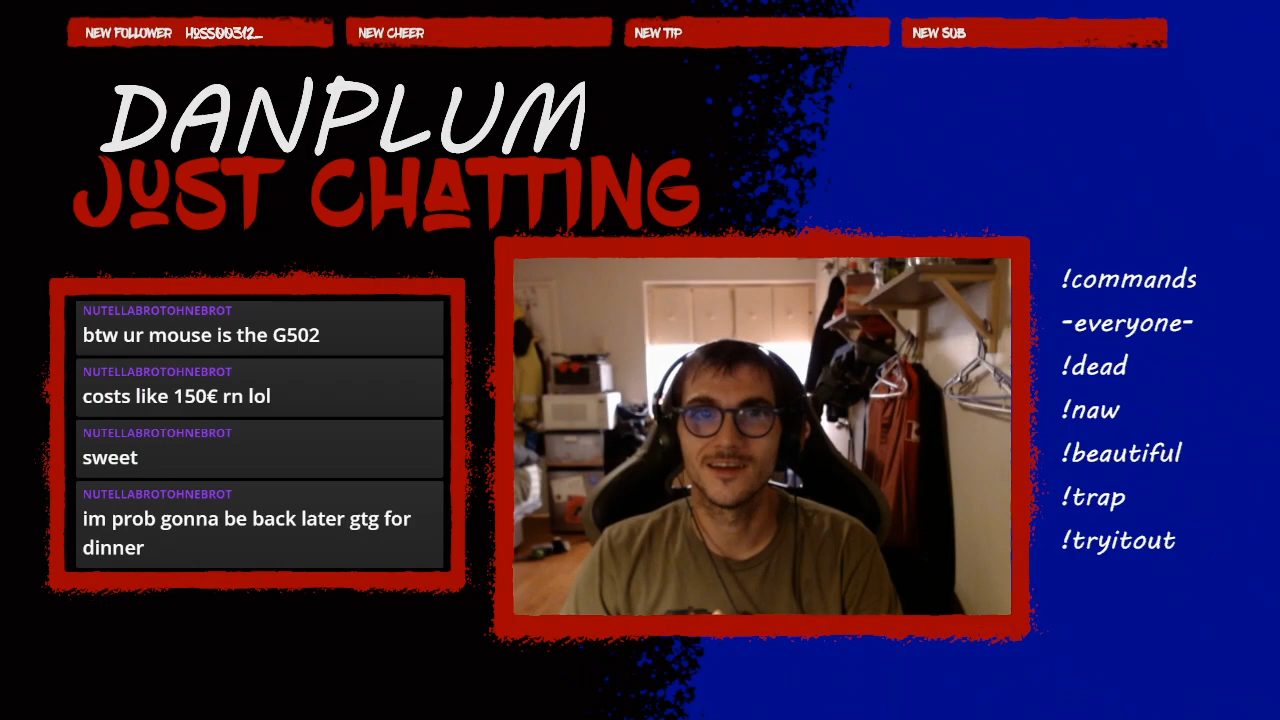 NEW FOLLOWER HOSS00312_
NEW CHEER
NEW TIP
NEW SUB
DANPLUM
JUST CHATTING
NUTELLABROTOHNEBROT
btw ur mouse is the G502
NUTELLABROTOHNEBROT
costs like 150€ rn lol
NUTELLABROTOHNEBROT
sweet
NUTELLABROTOHNEBROT
im prob gonna be back later gtg for
dinner
!commands
-everyone-
!dead
!naw
!beautiful
!trap
!tryitout